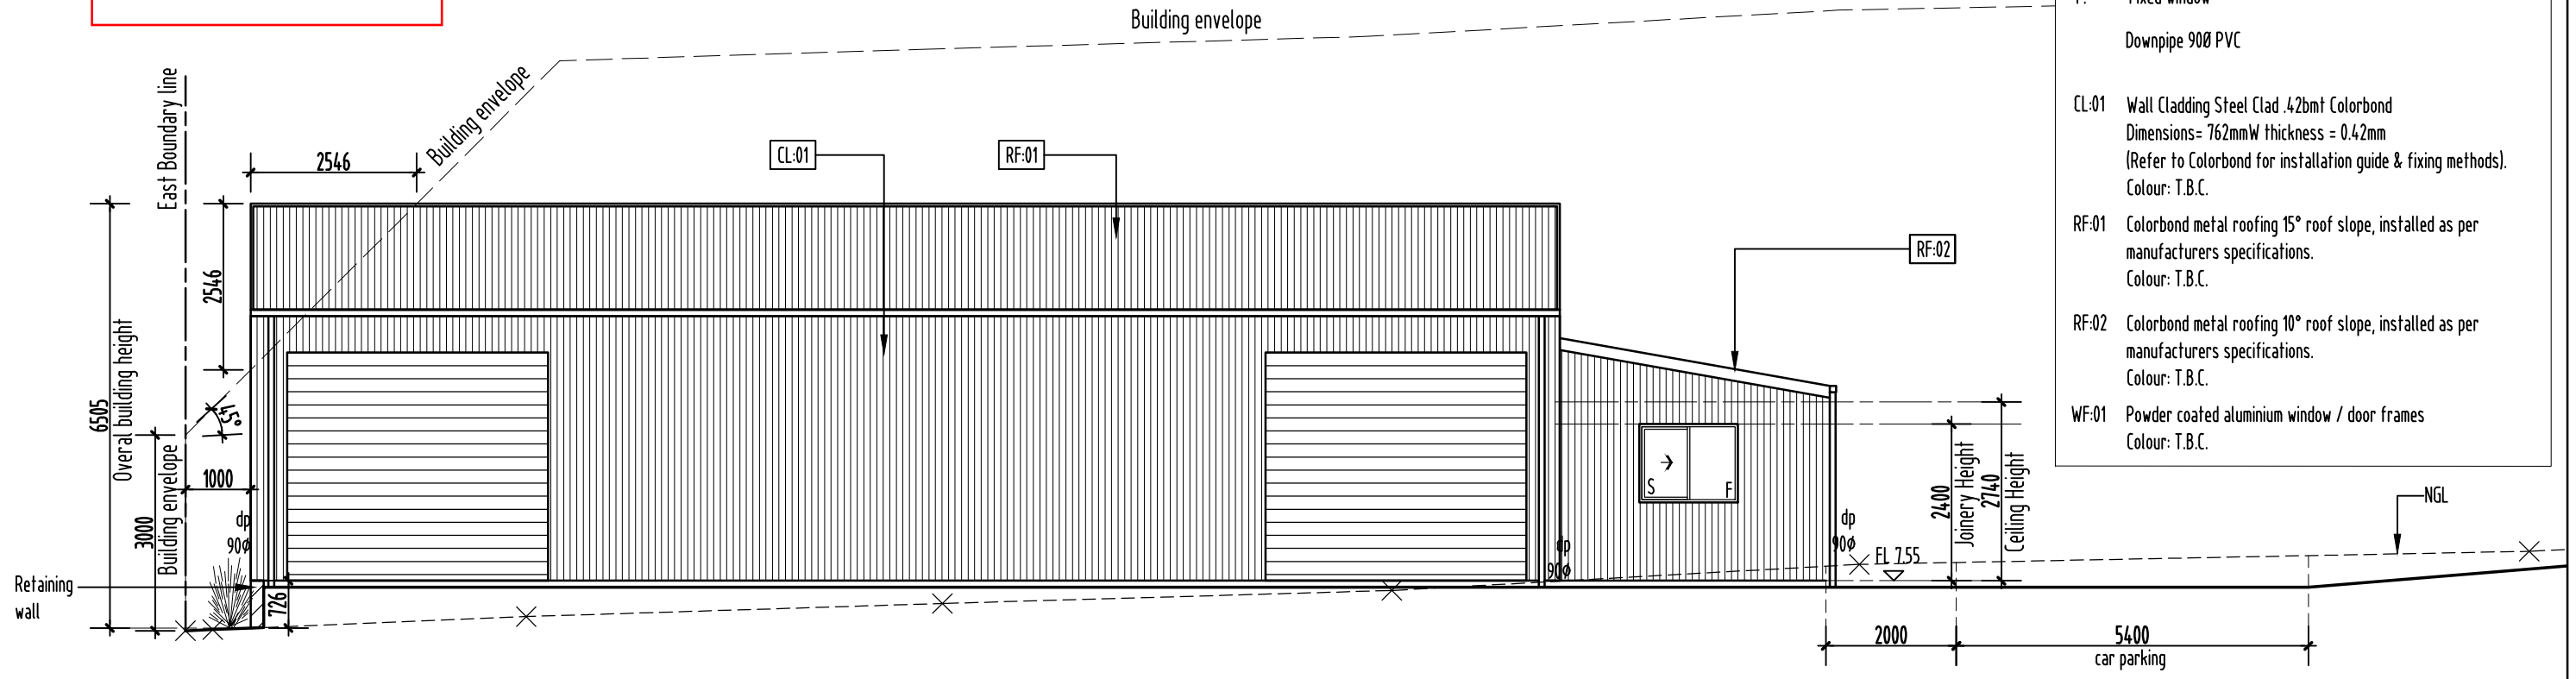 Building envelope
Fixed window
Downpipe 90Ø PVC
CL:01 Wall Cladding Steel Clad .42bmt Colorbond
Dimensions= 762mmW thickness = 0.42mm
(Refer to Colorbond for installation guide & fixing methods).
Colour: T.B.C.
RF:01 Colorbond metal roofing 15° roof slope, installed as per
manufacturers specifications.
Colour: T.B.C.
RF:02 Colorbond metal roofing 10° roof slope, installed as per
manufacturers specifications.
Colour: T.B.C.
WF:01 Powder coated aluminium window / door frames
Colour: T.B.C.
East Boundary line
Building envelope
2546
CL:01
RF:01
RF:02
2546
6505
Overal building height
45°
1000
3000
Building envelope
dp
90Ø
Retaining
wall
726
S
F
dp
90Ø
dp
90Ø
FL 7.55
2400
Joinery Height
2740
Ceiling Height
NGL
2000
5400
car parking